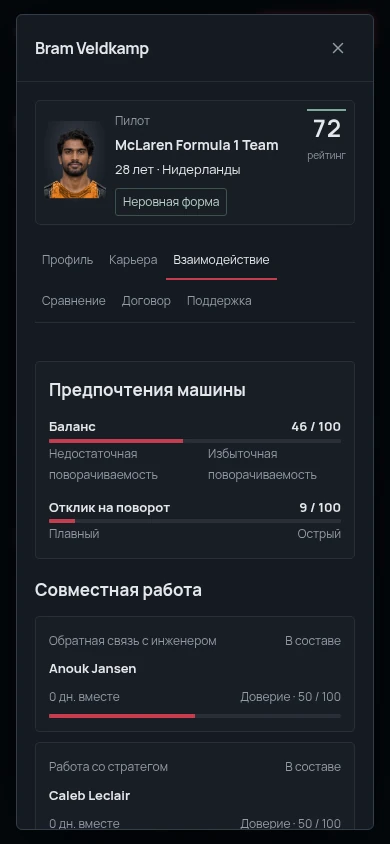 Bram Veldkamp
Пилот
McLaren Formula 1 Team
28 лет · Нидерланды
Неровная форма
72
рейтинг
Профиль Карьера Взаимодействие
Сравнение Договор Поддержка
Предпочтения машины
Баланс 46 / 100
Недостаточная поворачиваемость Избыточная поворачиваемость
Отклик на поворот 9 / 100
Плавный Острый
Совместная работа
Обратная связь с инженером В составе
Anouk Jansen
0 дн. вместе Доверие · 50 / 100
Работа со стратегом В составе
Caleb Leclair
0 дн. вместе Доверие · 50 / 100